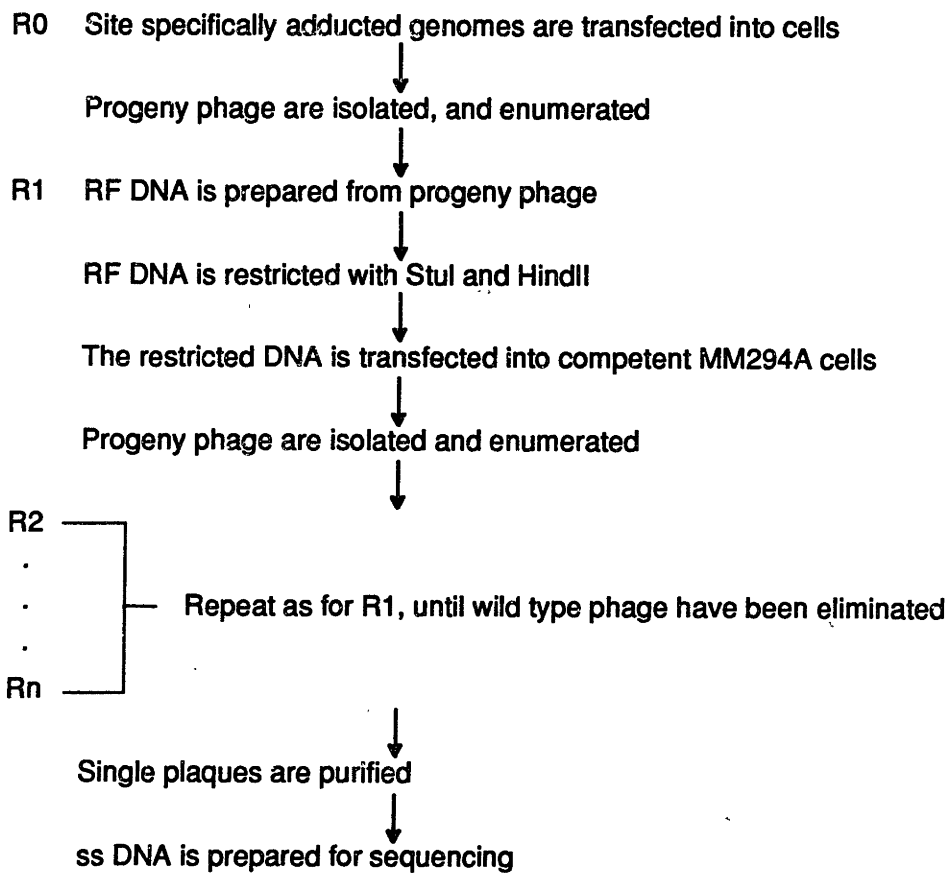 R0 Site specifically adducted genomes are transfected into cells
Progeny phage are isolated, and enumerated
R1 RF DNA is prepared from progeny phage
RF DNA is restricted with StuI and HindII
The restricted DNA is transfected into competent MM294A cells
Progeny phage are isolated and enumerated
R2
.
.
.
Repeat as for R1, until wild type phage have been eliminated
Rn
Single plaques are purified
ss DNA is prepared for sequencing